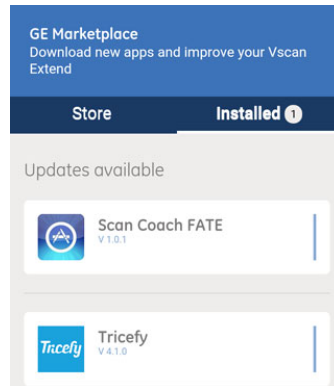 GE Marketplace
Download new apps and improve your Vscan
Extend
Store
Installed 1
Updates available
Scan Coach FATE
V 1.0.1
Tricefy
Tricefy
V 4.1.0